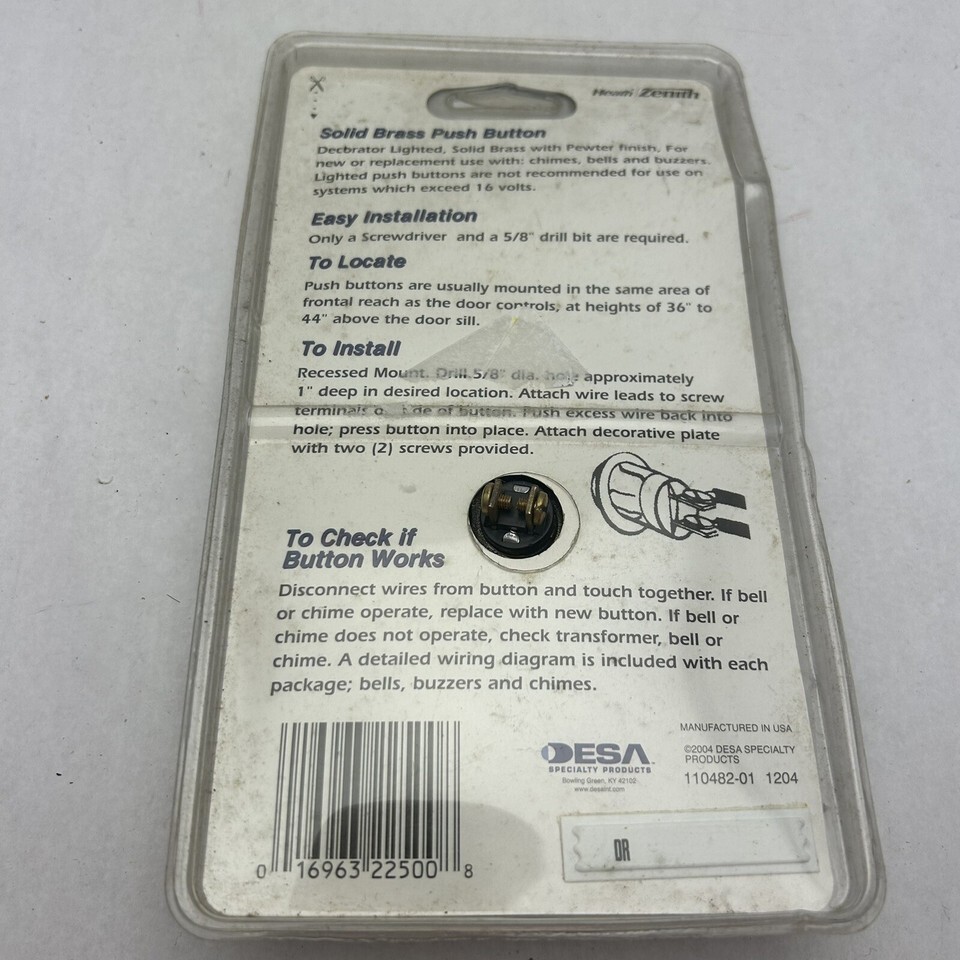 Heath Zenith
Solid Brass Push Button
Decorator Lighted, Solid Brass with Pewter finish. For
new or replacement use with: chimes, bells and buzzers.
Lighted push buttons are not recommended for use on
systems which exceed 16 volts.
Easy Installation
Only a Screwdriver and a 5/8" drill bit are required.
To Locate
Push buttons are usually mounted in the same area of
frontal reach as the door controls, at heights of 36" to
44" above the door sill.
To Install
Recessed Mount. Drill 5/8" dia. hole approximately
1" deep in desired location. Attach wire leads to screw
terminals of button. Push excess wire back into
hole; press button into place. Attach decorative plate
with two (2) screws provided.
To Check if
Button Works
Disconnect wires from button and touch together. If bell
or chime operate, replace with new button. If bell or
chime does not operate, check transformer, bell or
chime. A detailed wiring diagram is included with each
package; bells, buzzers and chimes.
MANUFACTURED IN USA
DESA
SPECIALTY PRODUCTS
Bowling Green, KY 42102
www.desaint.com
©2004 DESA SPECIALTY
PRODUCTS
110482-01 1204
DR
0 16963 22500 8